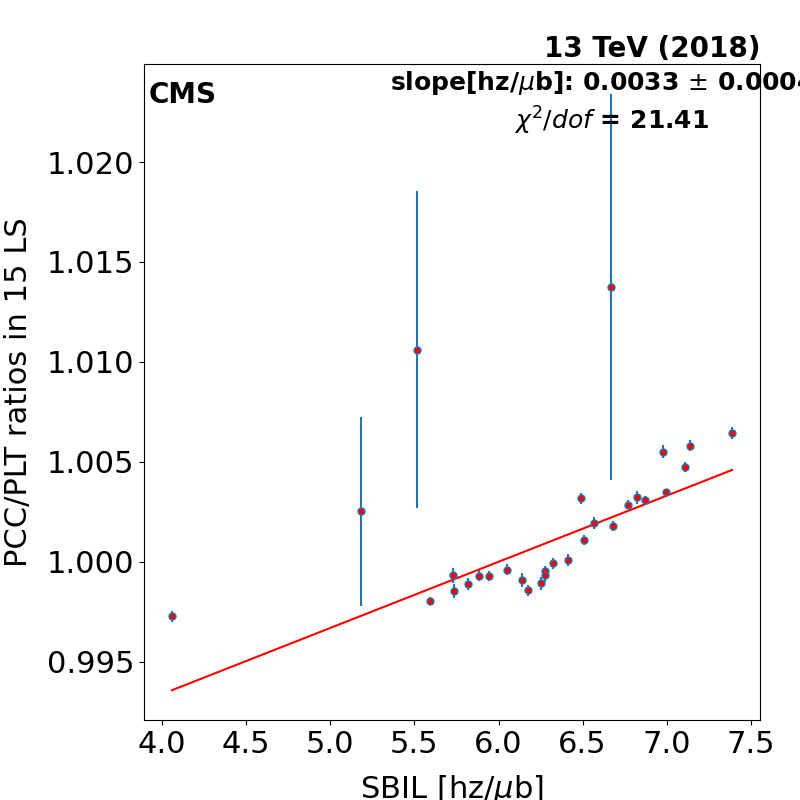 13 TeV (2018)
CMS
slope[hz/μb]: 0.0033 ± 0.0004
χ²/dof = 21.41
PCC/PLT ratios in 15 LS
1.020
1.015
1.010
1.005
1.000
0.995
4.0 4.5 5.0 5.5 6.0 6.5 7.0 7.5
SBIL [hz/μb]